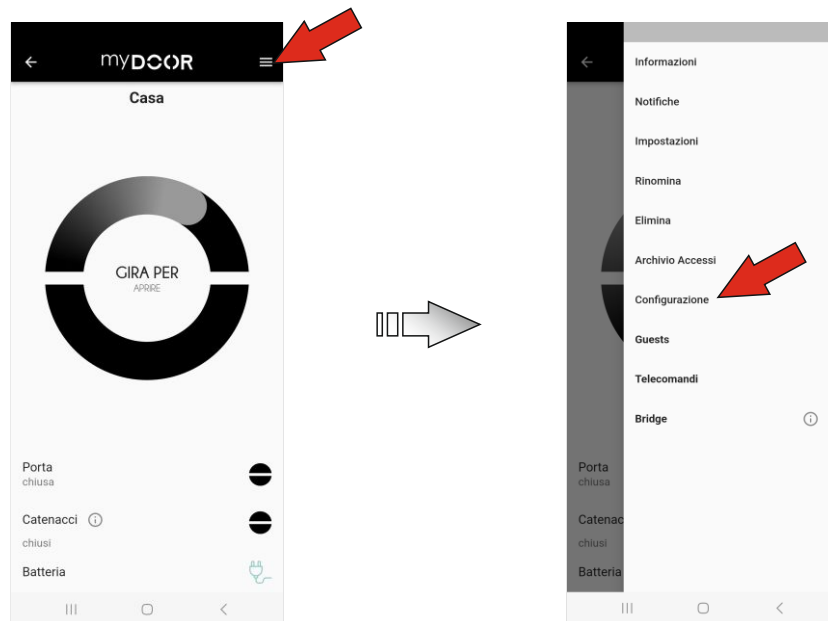 myDOOR
Casa
GIRA PER
APRIRE
Porta
chiusa
Catenacci
chiusi
Batteria
Informazioni
Notifiche
Impostazioni
Rinomina
Elimina
Archivio Accessi
Configurazione
Guests
Telecomandi
Bridge
Porta
chiusa
Catenac
chiusi
Batteria